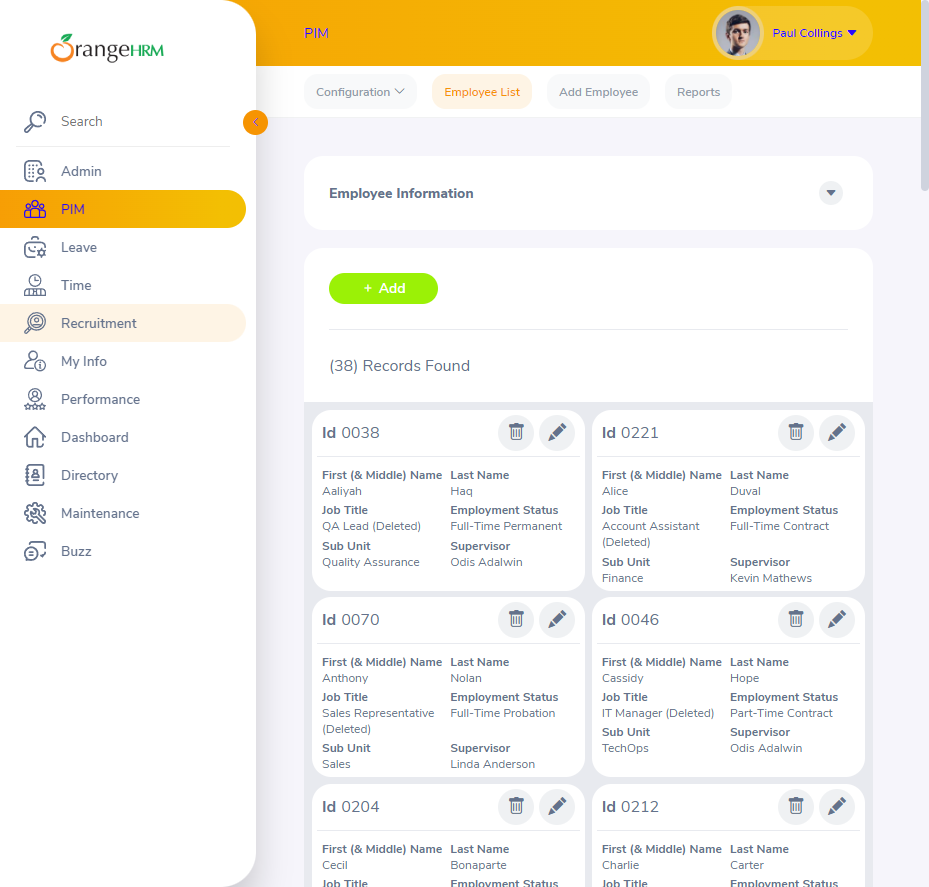 OrangeHRM
Search
Admin
PIM
Leave
Time
Recruitment
My Info
Performance
Dashboard
Directory
Maintenance
Buzz
PIM
Paul Collings
Configuration
Employee List
Add Employee
Reports
Employee Information
+ Add
(38) Records Found
Id 0038
First (& Middle) Name Last Name
Aaliyah Haq
Job Title Employment Status
QA Lead (Deleted) Full-Time Permanent
Sub Unit Supervisor
Quality Assurance Odis Adalwin
Id 0221
First (& Middle) Name Last Name
Alice Duval
Job Title Employment Status
Account Assistant Full-Time Contract
(Deleted)
Sub Unit Supervisor
Finance Kevin Mathews
Id 0070
First (& Middle) Name Last Name
Anthony Nolan
Job Title Employment Status
Sales Representative Full-Time Probation
(Deleted)
Sub Unit Supervisor
Sales Linda Anderson
Id 0046
First (& Middle) Name Last Name
Cassidy Hope
Job Title Employment Status
IT Manager (Deleted) Part-Time Contract
Sub Unit Supervisor
TechOps Odis Adalwin
Id 0204
First (& Middle) Name Last Name
Cecil Bonaparte
Job Title Employment Status
Id 0212
First (& Middle) Name Last Name
Charlie Carter
Job Title Employment Status